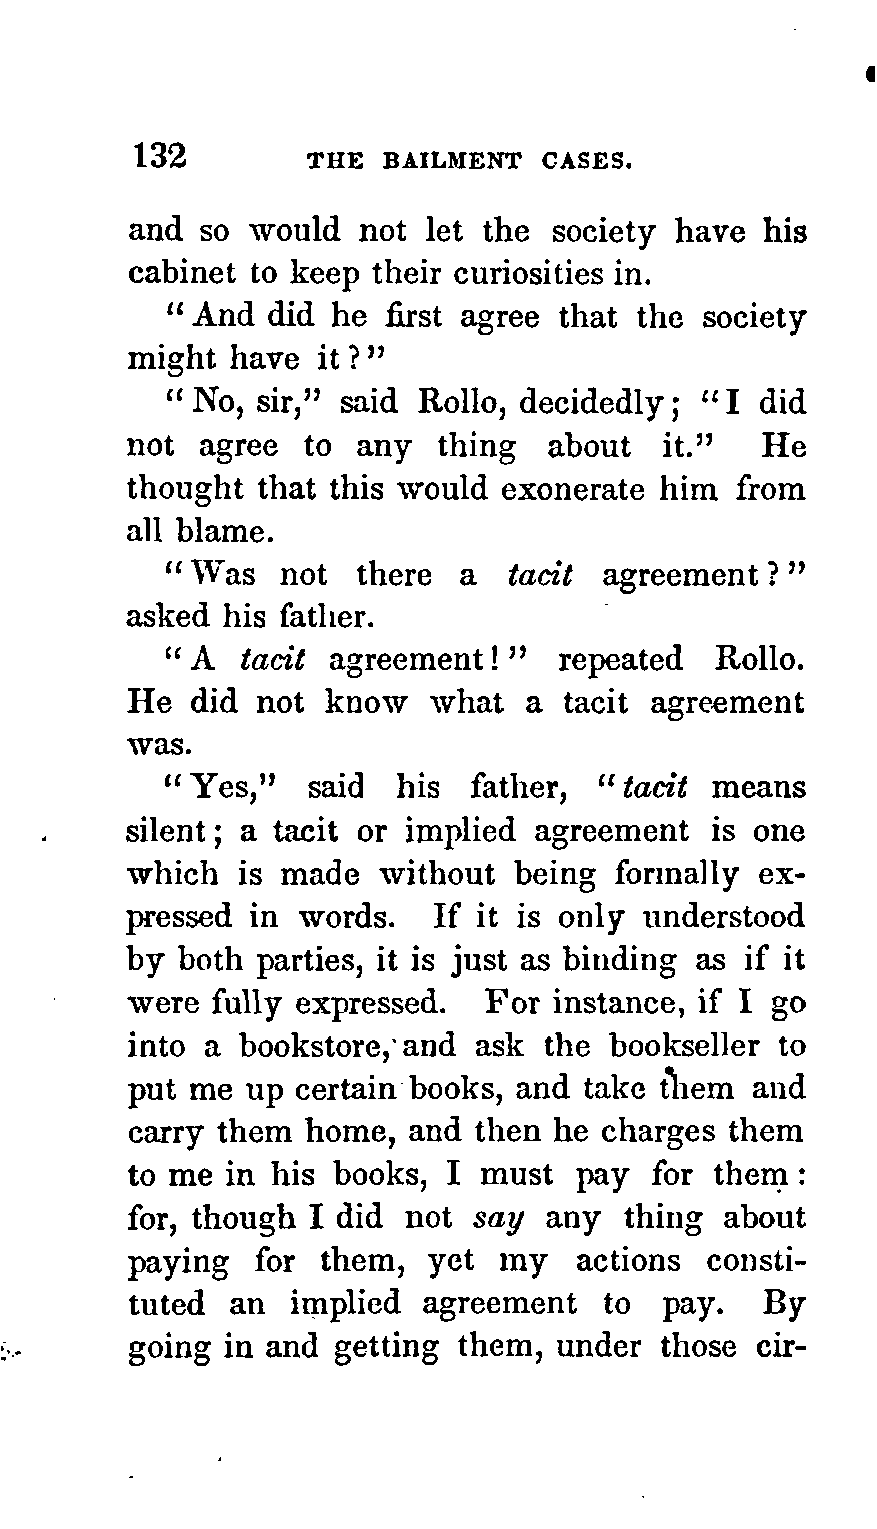 132 THE BAILMENT CASES.
and so would not let the society have his
cabinet to keep their curiosities in.
"And did he first agree that the society
might have it?"
"No, sir," said Rollo, decidedly; "I did
not agree to any thing about it." He
thought that this would exonerate him from
all blame.
"Was not there a tacit agreement?"
asked his father.
"A tacit agreement!" repeated Rollo.
He did not know what a tacit agreement
was.
"Yes," said his father, "tacit means
silent; a tacit or implied agreement is one
which is made without being formally ex-
pressed in words. If it is only understood
by both parties, it is just as binding as if it
were fully expressed. For instance, if I go
into a bookstore, and ask the bookseller to
put me up certain books, and take them and
carry them home, and then he charges them
to me in his books, I must pay for them:
for, though I did not say any thing about
paying for them, yet my actions consti-
tuted an implied agreement to pay. By
going in and getting them, under those cir-